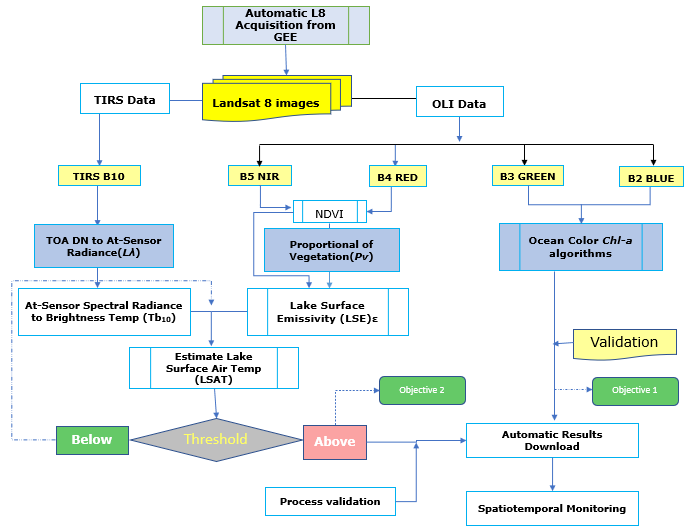 Automatic L8
Acquisition from
GEE
TIRS Data
Landsat 8 images
OLI Data
TIRS B10
B5 NIR
B4 RED
B3 GREEN
B2 BLUE
NDVI
TOA DN to At-Sensor
Radiance(Lλ)
Proportional of
Vegetation(Pv)
Ocean Color Chl-a
algorithms
At-Sensor Spectral Radiance
to Brightness Temp (Tb10)
Lake Surface
Emissivity (LSE)ε
Validation
Estimate Lake
Surface Air Temp
(LSAT)
Objective 2
Objective 1
Below
Threshold
Above
Automatic Results
Download
Process validation
Spatiotemporal Monitoring